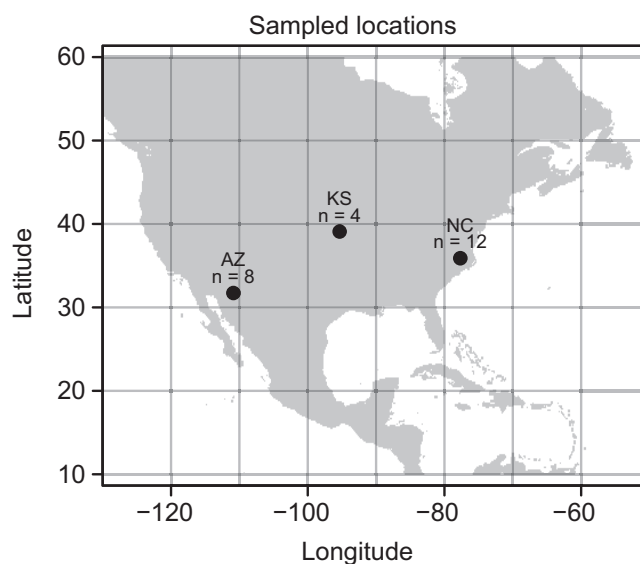 Sampled locations
60
50
40
30
20
10
Latitude
KS
n = 4
NC
n = 12
AZ
n = 8
−120
−100
−80
−60
Longitude